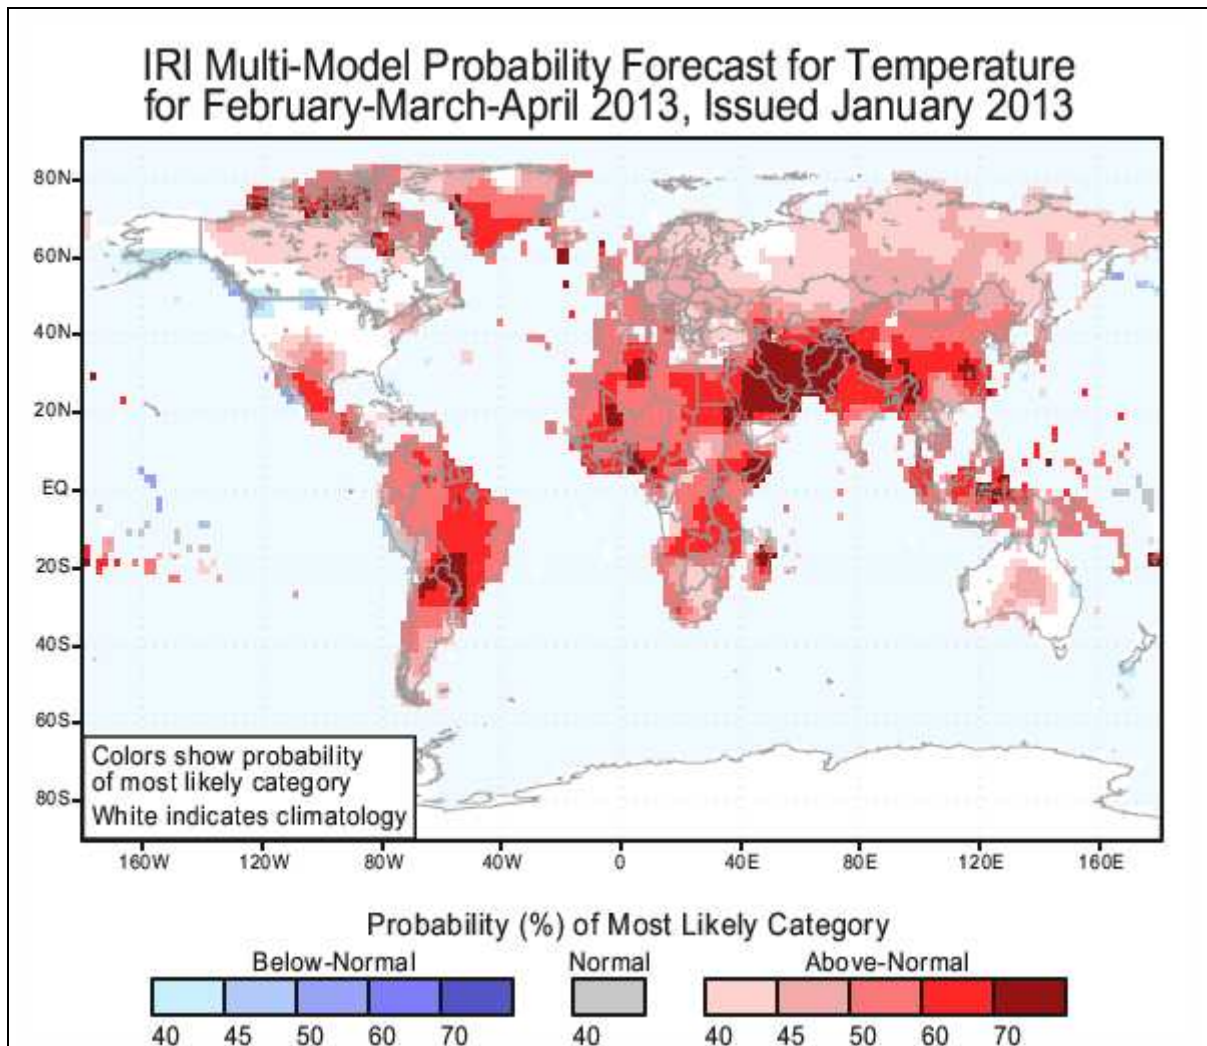 IRI Multi-Model Probability Forecast for Temperature
for February-March-April 2013, Issued January 2013
80N
60N
40N
20N
EQ
20S
40S
60S
80S
Colors show probability
of most likely category
White indicates climatology
160W 120W 80W 40W 0 40E 80E 120E 160E
Probability (%) of Most Likely Category
Below-Normal Normal Above-Normal
40 45 50 60 70 40 40 45 50 60 70